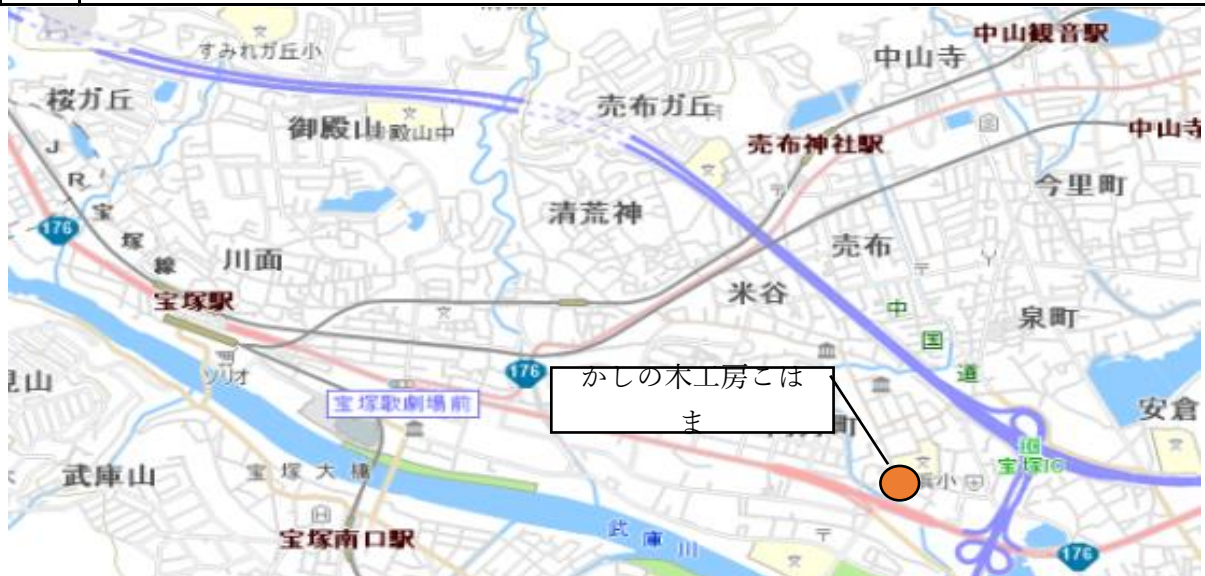 中山観音駅
すみれガ丘小
中山寺
桜ガ丘
売布ガ丘
御殿山
御殿山中
中山寺
売布神社駅
今里町
JR宝塚線
清荒神
176
売布
川面
米谷
宝塚駅
中国道
泉町
ソリオ
176
かしの木工房こは
ま
宝塚歌劇場前
安倉
見山
宝塚IC
武庫山
宝塚大橋
浜小
武庫川
宝塚南口駅
176